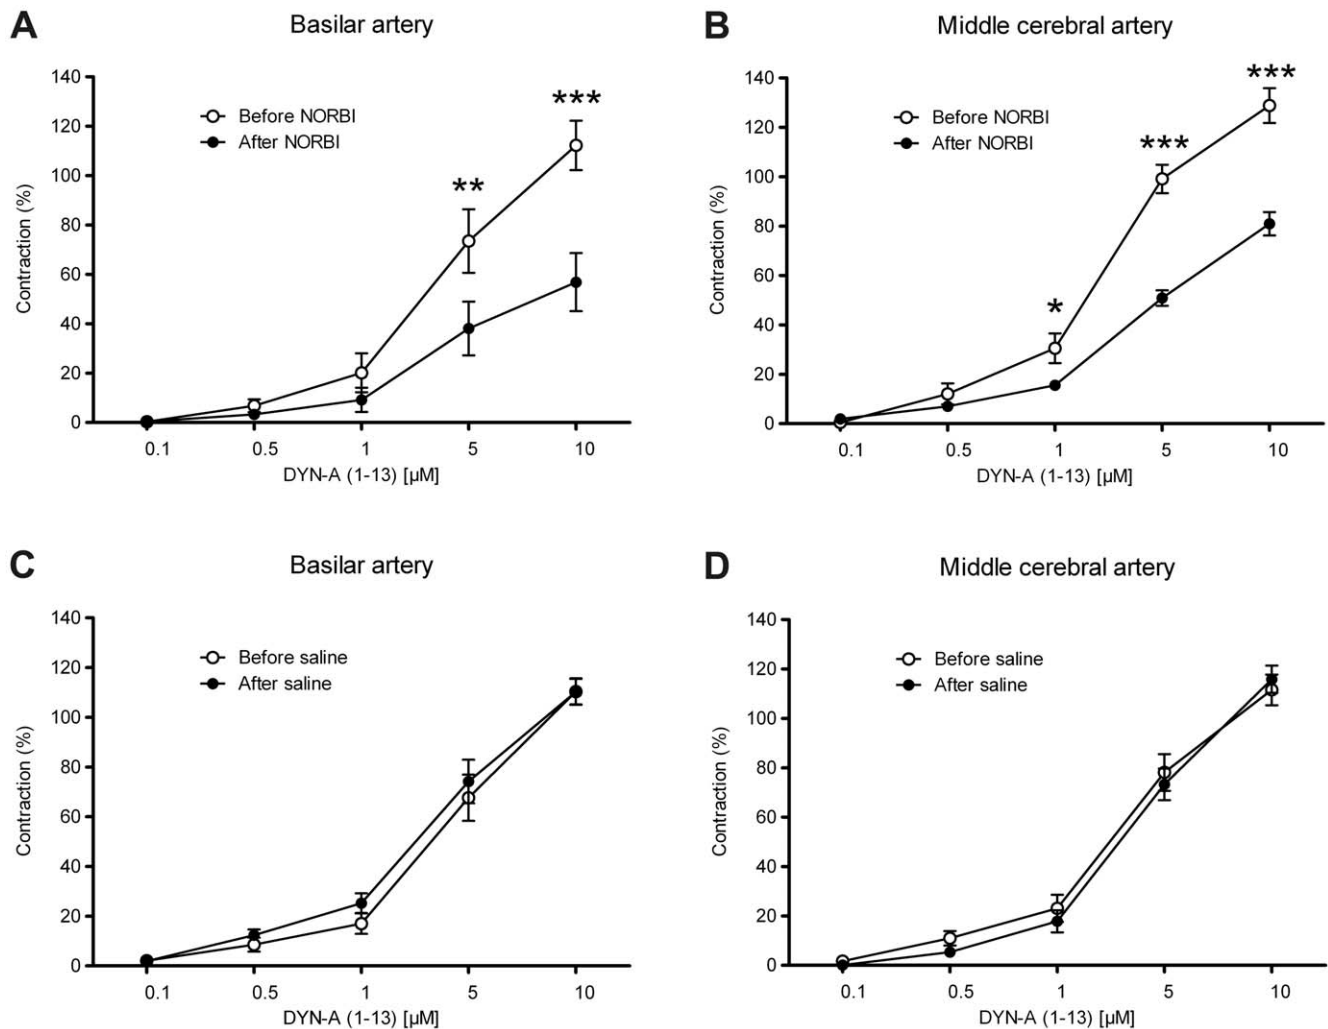 A
Basilar artery
140
120
100
80
60
40
20
0
Contraction (%)
Before NORBI
After NORBI
**
***
0.1 0.5 1 5 10
DYN-A (1-13) [µM]
B
Middle cerebral artery
140
120
100
80
60
40
20
0
Contraction (%)
Before NORBI
After NORBI
*
***
***
0.1 0.5 1 5 10
DYN-A (1-13) [µM]
C
Basilar artery
140
120
100
80
60
40
20
0
Contraction (%)
Before saline
After saline
0.1 0.5 1 5 10
DYN-A (1-13) [µM]
D
Middle cerebral artery
140
120
100
80
60
40
20
0
Contraction (%)
Before saline
After saline
0.1 0.5 1 5 10
DYN-A (1-13) [µM]